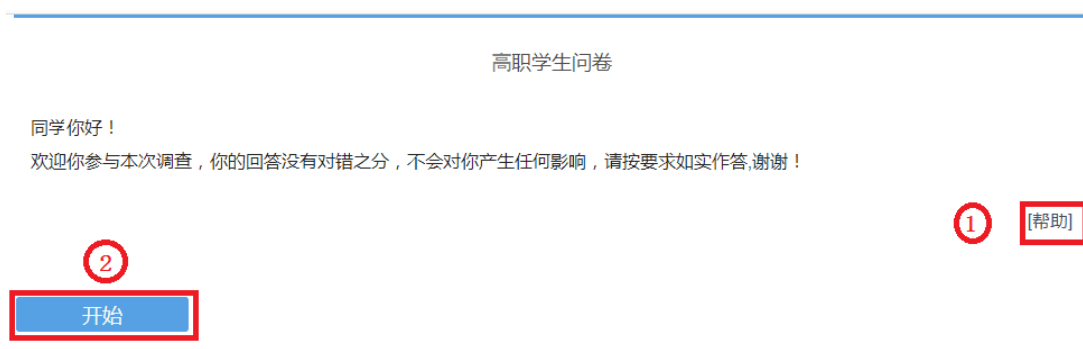 高职学生问卷
同学你好！
欢迎你参与本次调查，你的回答没有对错之分，不会对你产生任何影响，请按要求如实作答,谢谢！
1 [帮助]
2
开始